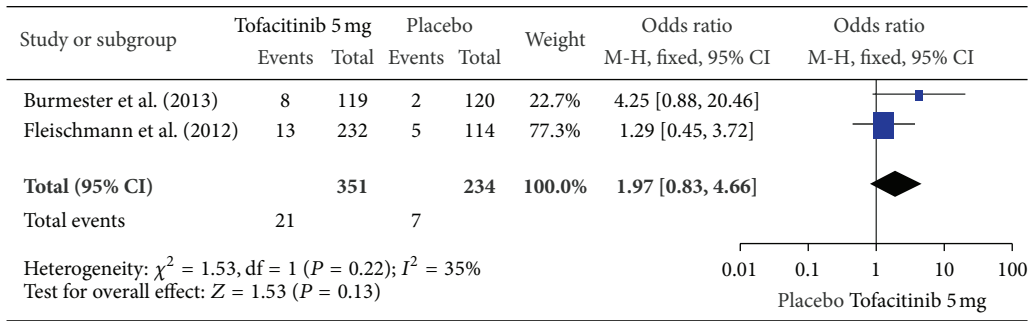 Study or subgroup Tofacitinib 5 mg Placebo Weight Odds ratio Odds ratio
Events Total Events Total M-H, fixed, 95% CI M-H, fixed, 95% CI
Burmester et al. (2013) 8 119 2 120 22.7% 4.25 [0.88, 20.46]
Fleischmann et al. (2012) 13 232 5 114 77.3% 1.29 [0.45, 3.72]
Total (95% CI) 351 234 100.0% 1.97 [0.83, 4.66]
Total events 21 7
Heterogeneity: χ² = 1.53, df = 1 (P = 0.22); I² = 35%
Test for overall effect: Z = 1.53 (P = 0.13)
0.01 0.1 1 10 100
Placebo Tofacitinib 5 mg